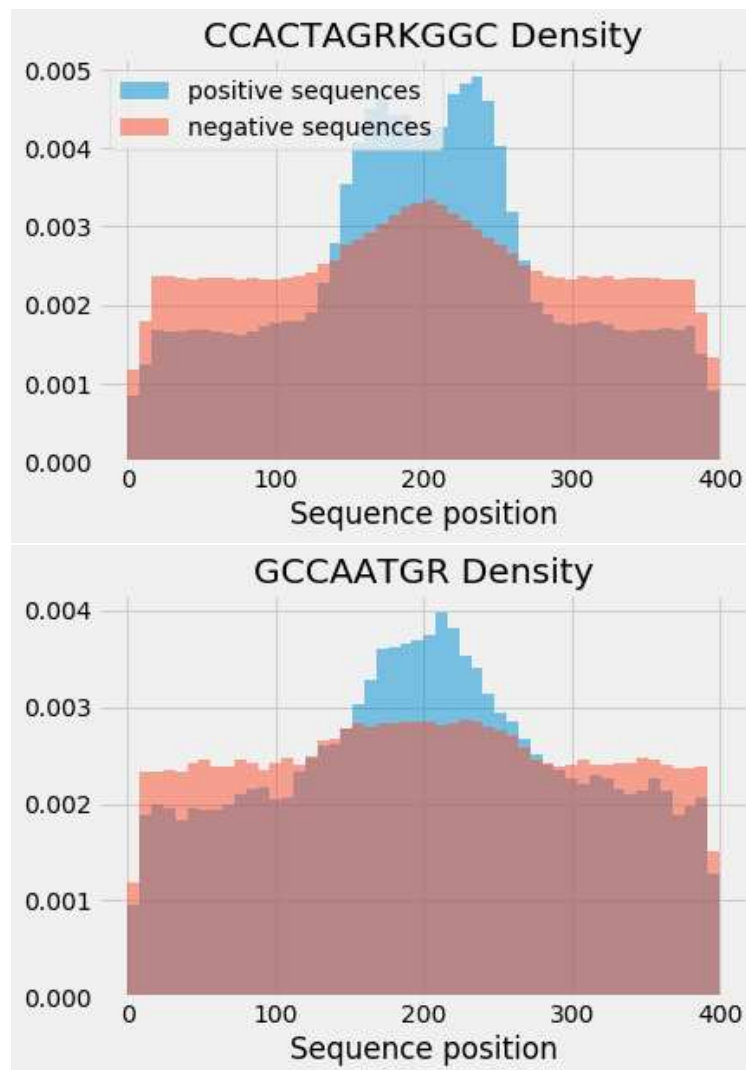 CCACTAGRKGGC Density
0.005
positive sequences
negative sequences
0.004
0.003
0.002
0.001
0.000
0 100 200 300 400
Sequence position
GCCAATGR Density
0.004
0.003
0.002
0.001
0.000
0 100 200 300 400
Sequence position